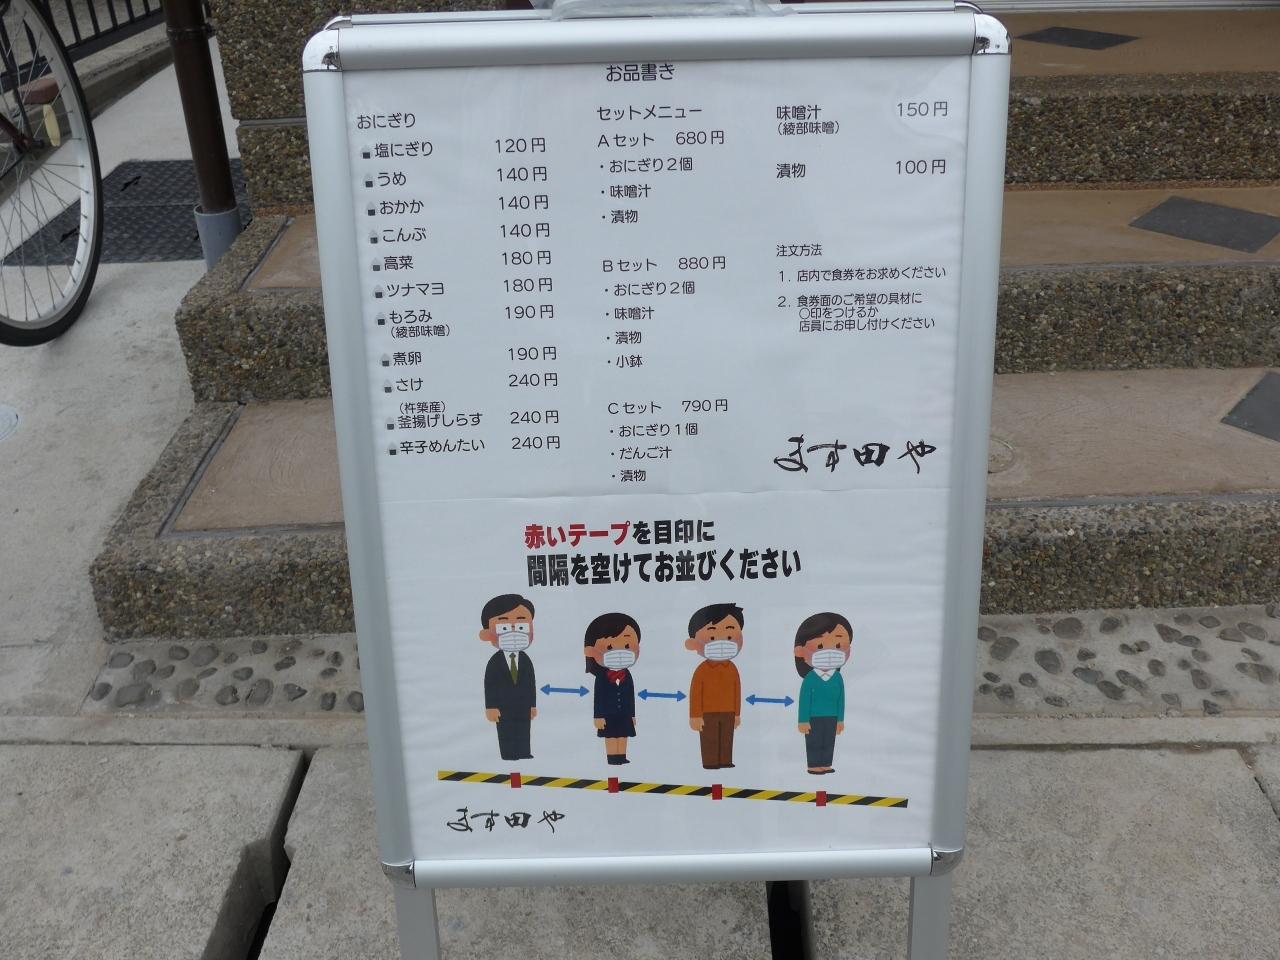 お品書き
おにぎり
塩にぎり 120円
うめ 140円
おかか 140円
こんぶ 140円
高菜 180円
ツナマヨ 180円
もろみ 190円
(綾部味噌)
煮卵 190円
さけ 240円
(杵築産)
釜揚げしらす 240円
辛子めんたい 240円
セットメニュー
Aセット 680円
・おにぎり2個
・味噌汁
・漬物
Bセット 880円
・おにぎり2個
・味噌汁
・漬物
・小鉢
Cセット 790円
・おにぎり1個
・だんご汁
・漬物
味噌汁 150円
(綾部味噌)
漬物 100円
注文方法
1. 店内で食券をお求めください
2. 食券面のご希望の具材に
○印をつけるか
店員にお申し付けください
ます田や
赤いテープを目印に
間隔を空けてお並びください
ます田や